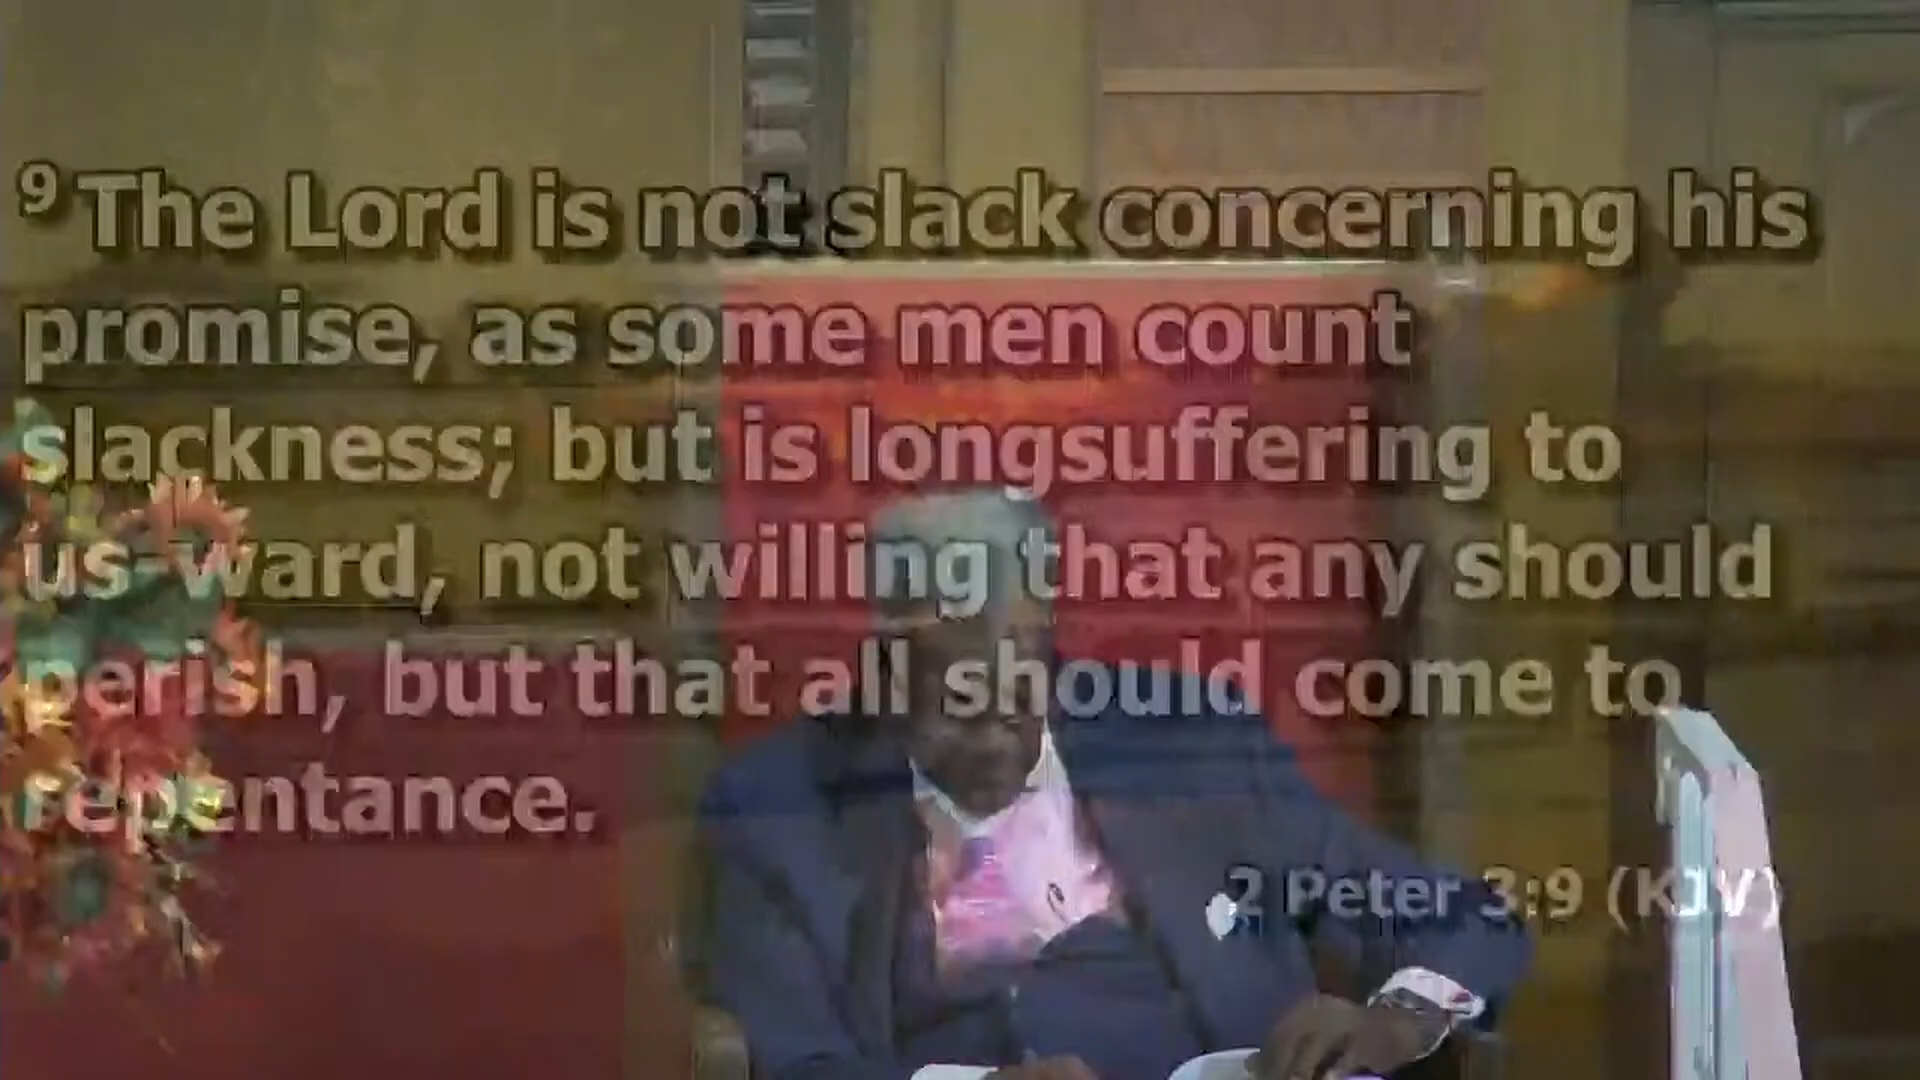 9 The Lord is not slack concerning his
promise, as some men count
slackness; but is longsuffering to
us-ward, not willing that any should
perish, but that all should come to
repentance.
2 Peter 3:9 (KJV)